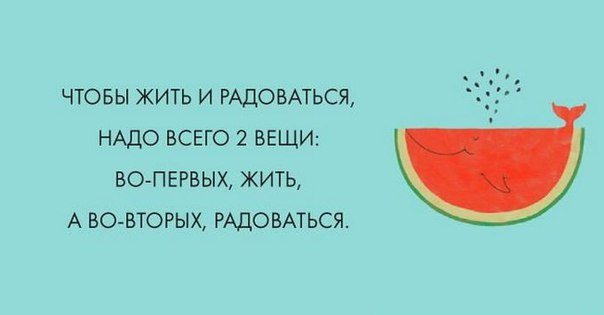 ЧТОБЫ ЖИТЬ И РАДОВАТЬСЯ,
НАДО ВСЕГО 2 ВЕЩИ:
ВО-ПЕРВЫХ, ЖИТЬ,
А ВО-ВТОРЫХ, РАДОВАТЬСЯ.